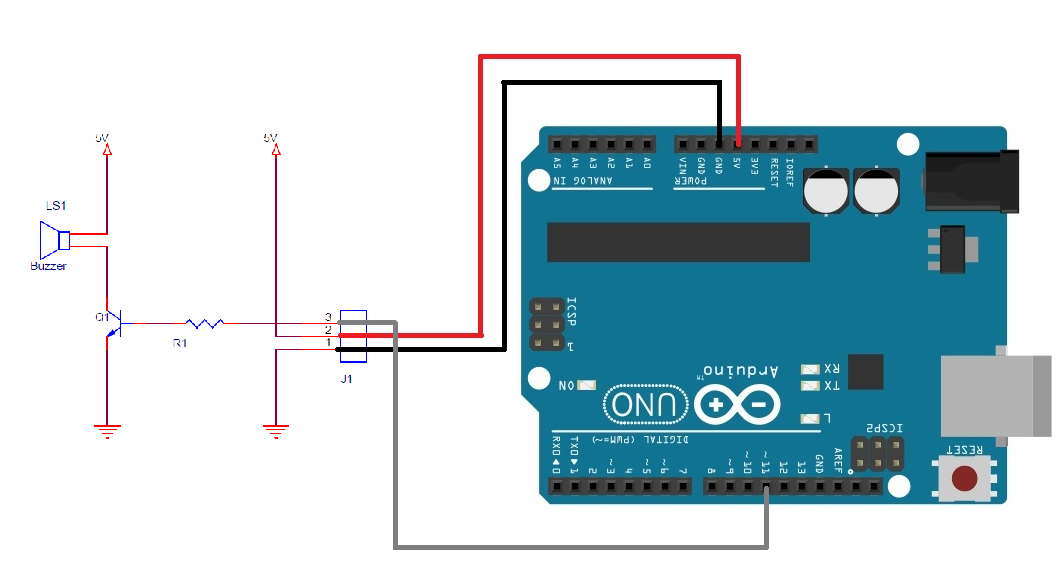 5V
5V
LS1
Buzzer
Q1
R1
3
2
1
J1
A5
A4
A3
A2
A1
A0
ANALOG IN
VIN
GND
GND
5V
3V3
RESET
IOREF
POWER
ICSP
1
ON
UNO
Arduino
TM
RX
TX
L
ICSP2
RESET
DIGITAL (PWM=~)
RX0◄0
TX0►1
2
~3
4
~5
~6
7
8
~9
~10
~11
12
13
GND
AREF